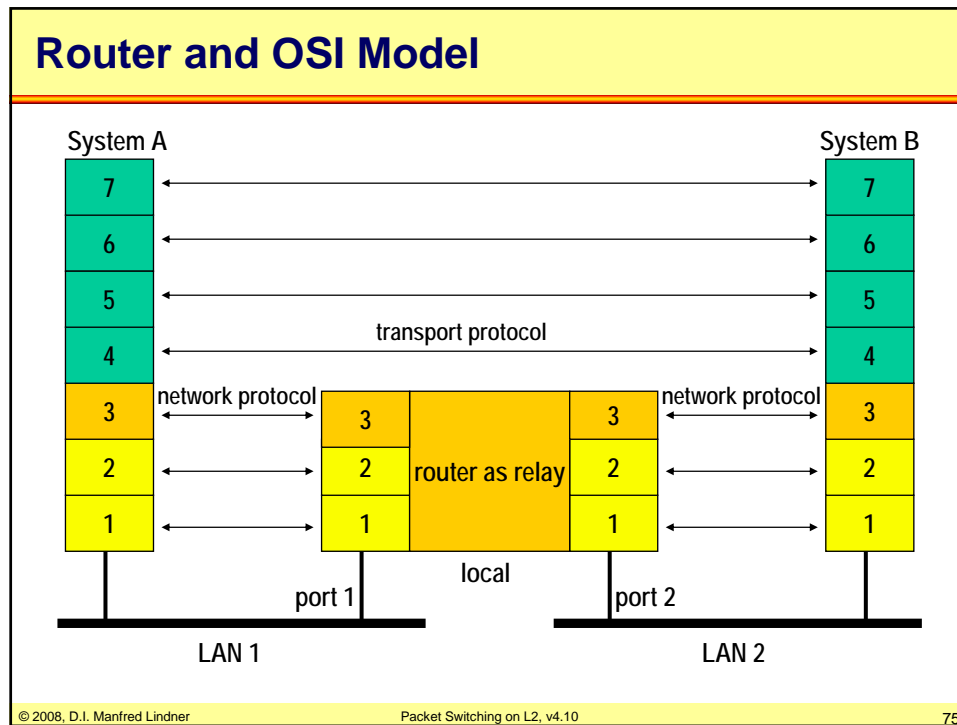 Router and OSI Model
System A
System B
7
7
6
6
5
5
transport protocol
4
4
network protocol
network protocol
3
3
3
3
2
2
router as relay
2
2
1
1
1
1
local
port 1
port 2
LAN 1
LAN 2
© 2008, D.I. Manfred Lindner
Packet Switching on L2, v4.10
75